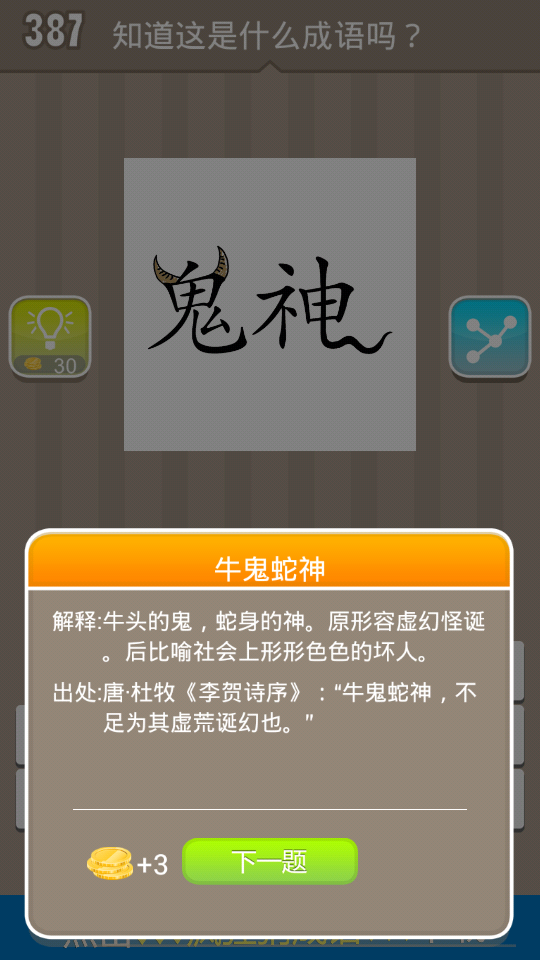 387
知道这是什么成语吗？
鬼神
30
牛鬼蛇神
解释:牛头的鬼，蛇身的神。原形容虚幻怪诞
。后比喻社会上形形色色的坏人。
出处:唐·杜牧《李贺诗序》：“牛鬼蛇神，不
足为其虚荒诞幻也。”
+3
下一题